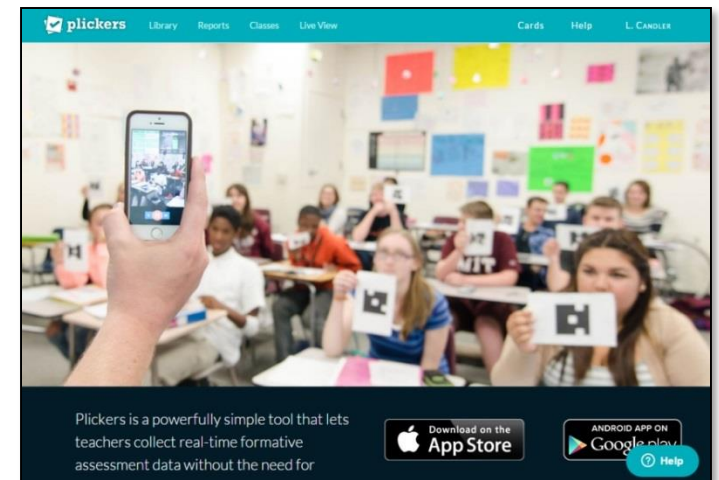 plickers Library Reports Classes Live View Cards Help L. CANDLER
MIT
Plickers is a powerfully simple tool that lets
teachers collect real-time formative
assessment data without the need for
Download on the
App Store
ANDROID APP ON
Google play
Help